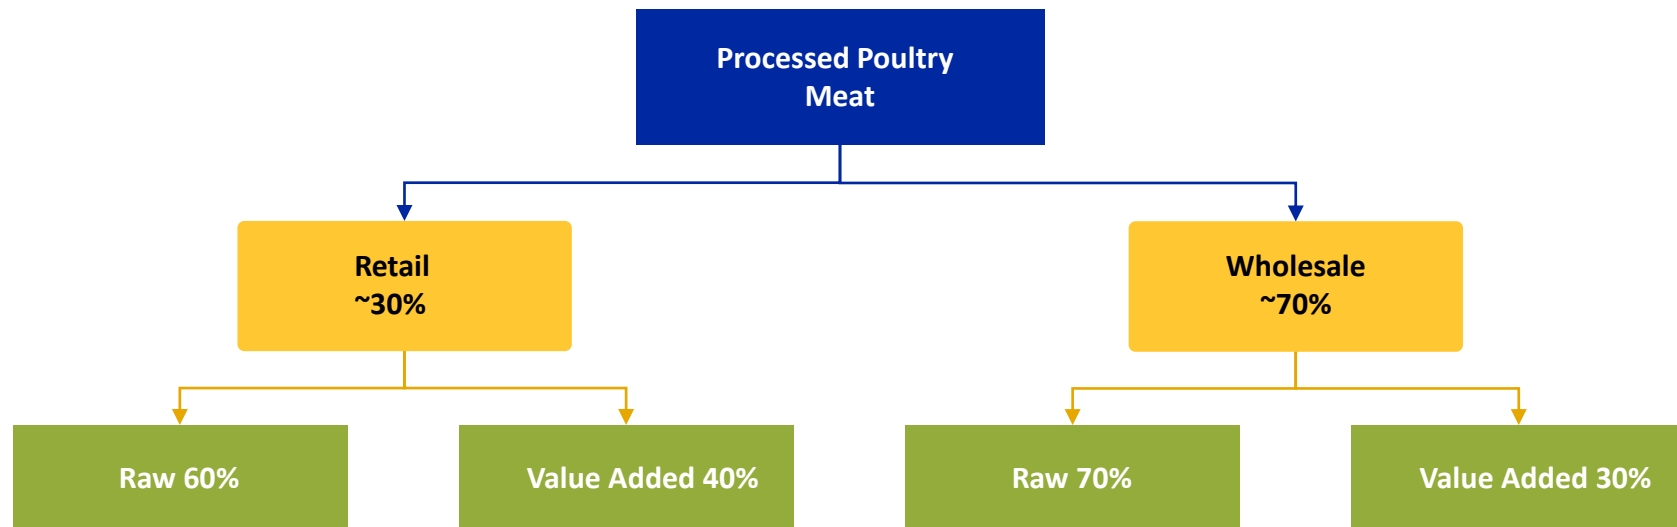 Processed Poultry
Meat
Retail
~30%
Wholesale
~70%
Raw 60%
Value Added 40%
Raw 70%
Value Added 30%